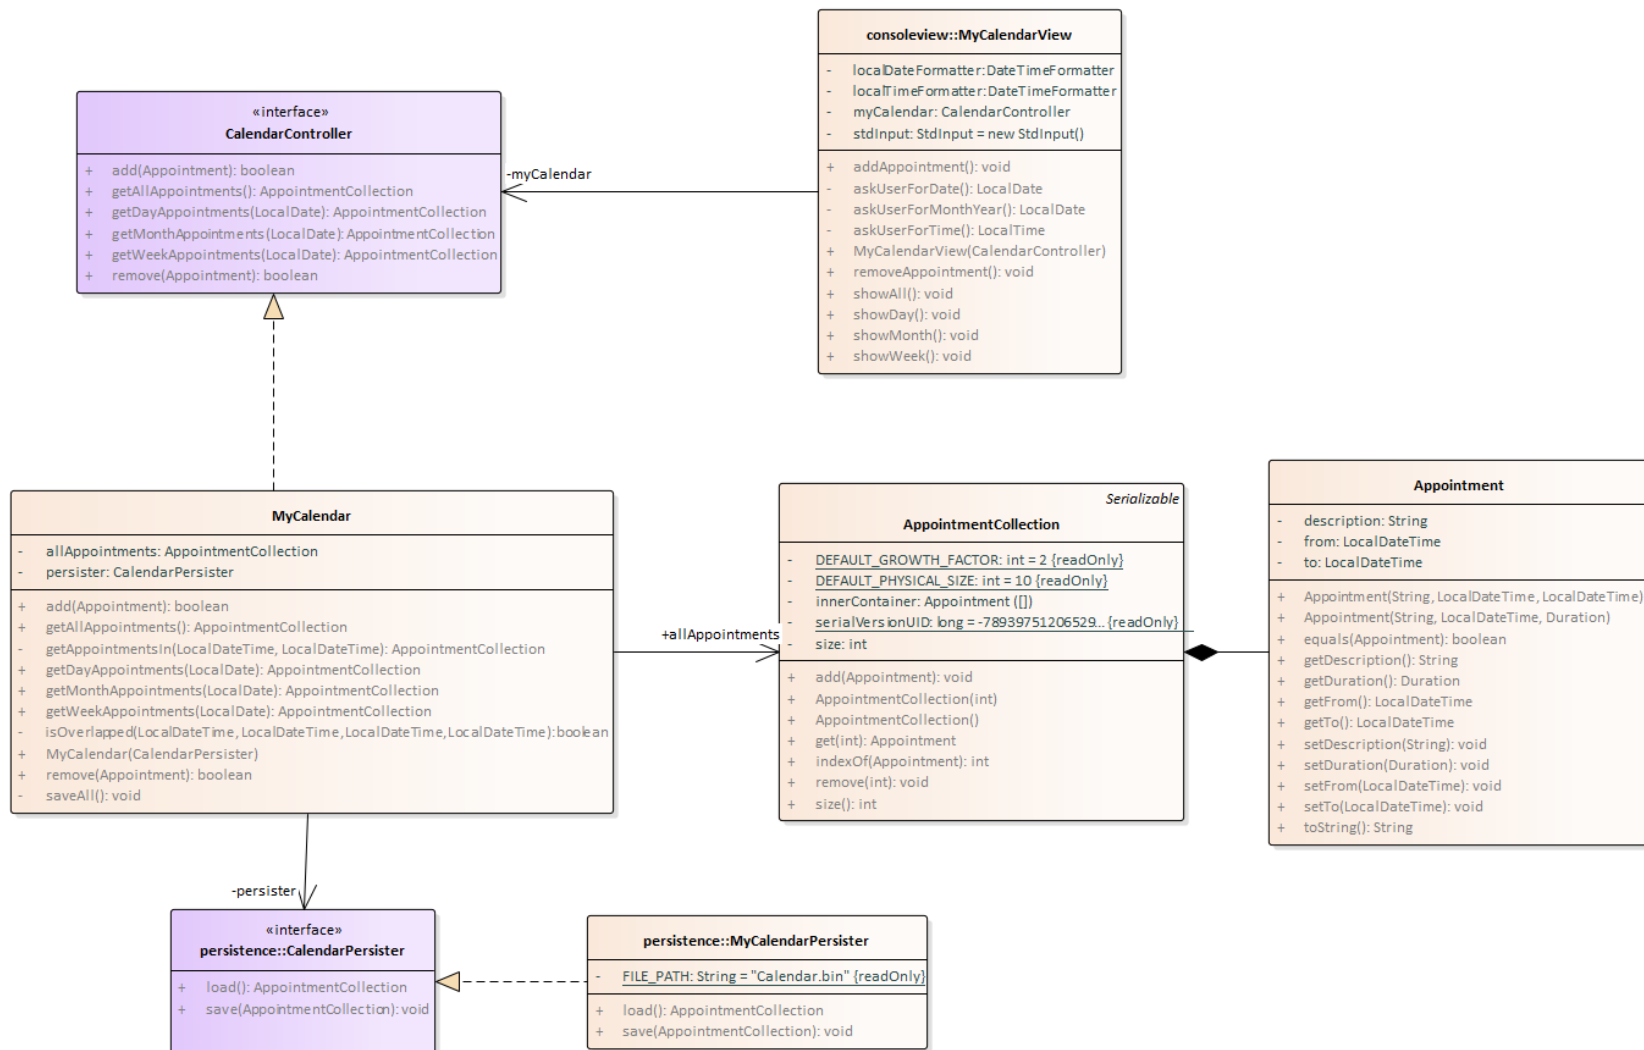 consoleview::MyCalendarView
- localDateFormatter: DateTimeFormatter
- localTimeFormatter: DateTimeFormatter
- myCalendar: CalendarController
- stdInput: StdInput = new StdInput()
+ addAppointment(): void
- askUserForDate(): LocalDate
- askUserForMonthYear(): LocalDate
- askUserForTime(): LocalTime
+ MyCalendarView(CalendarController)
+ removeAppointment(): void
+ showAll(): void
+ showDay(): void
+ showMonth(): void
+ showWeek(): void
«interface»
CalendarController
+ add(Appointment): boolean
+ getAllAppointments(): AppointmentCollection
+ getDayAppointments(LocalDate): AppointmentCollection
+ getMonthAppointments(LocalDate): AppointmentCollection
+ getWeekAppointments(LocalDate): AppointmentCollection
+ remove(Appointment): boolean
-myCalendar
MyCalendar
- allAppointments: AppointmentCollection
- persister: CalendarPersister
+ add(Appointment): boolean
+ getAllAppointments(): AppointmentCollection
- getAppointmentsIn(LocalDateTime, LocalDateTime): AppointmentCollection
+ getDayAppointments(LocalDate): AppointmentCollection
+ getMonthAppointments(LocalDate): AppointmentCollection
+ getWeekAppointments(LocalDate): AppointmentCollection
- isOverlapped(LocalDateTime, LocalDateTime, LocalDateTime, LocalDateTime): boolean
+ MyCalendar(CalendarPersister)
+ remove(Appointment): boolean
- saveAll(): void
+allAppointments
Serializable
AppointmentCollection
- DEFAULT_GROWTH_FACTOR: int = 2 {readOnly}
- DEFAULT_PHYSICAL_SIZE: int = 10 {readOnly}
- innerContainer: Appointment ([])
- serialVersionUID: long = -78939751206529... {readOnly}
- size: int
+ add(Appointment): void
+ AppointmentCollection(int)
+ AppointmentCollection()
+ get(int): Appointment
+ indexOf(Appointment): int
+ remove(int): void
+ size(): int
Appointment
- description: String
- from: LocalDateTime
- to: LocalDateTime
+ Appointment(String, LocalDateTime, LocalDateTime)
+ Appointment(String, LocalDateTime, Duration)
+ equals(Appointment): boolean
+ getDescription(): String
+ getDuration(): Duration
+ getFrom(): LocalDateTime
+ getTo(): LocalDateTime
+ setDescription(String): void
+ setDuration(Duration): void
+ setFrom(LocalDateTime): void
+ setTo(LocalDateTime): void
+ toString(): String
-persister
«interface»
persistence::CalendarPersister
+ load(): AppointmentCollection
+ save(AppointmentCollection): void
persistence::MyCalendarPersister
- FILE_PATH: String = "Calendar.bin" {readOnly}
+ load(): AppointmentCollection
+ save(AppointmentCollection): void